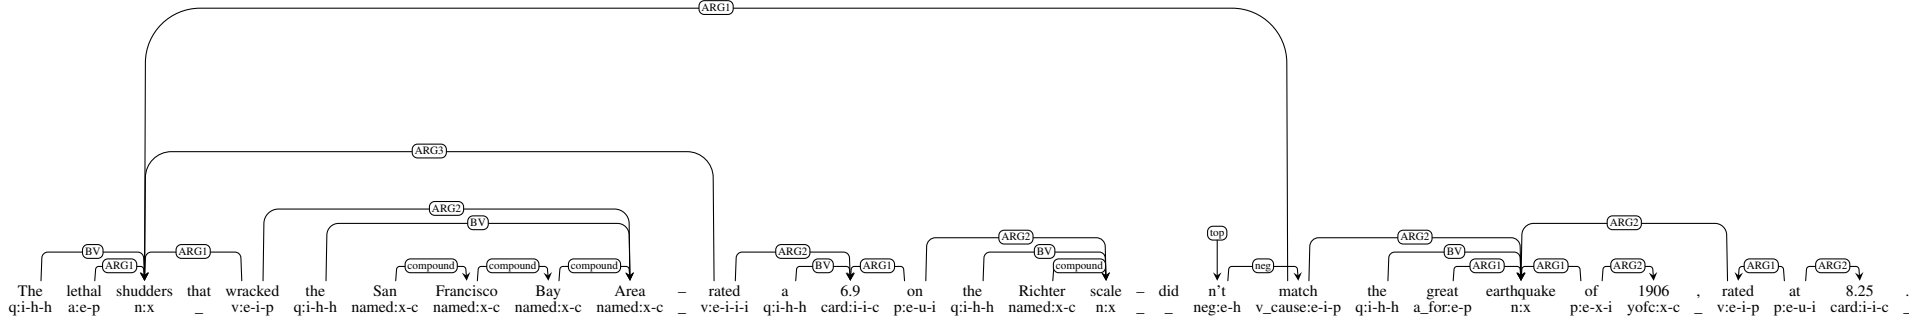 ARG1
ARG3
ARG2
BV
top
ARG2 ARG2
BV ARG1 ARG2 BV BV
ARG1 compound compound compound BV ARG1 compound neg ARG1 ARG1 ARG2 ARG1 ARG2
The lethal shudders that wracked the San Francisco Bay Area – rated a 6.9 on the Richter scale – did n't match the great earthquake of 1906 , rated at 8.25 .
q:i-h-h a:e-p n:x _ v:e-i-p q:i-h-h named:x-c named:x-c named:x-c named:x-c _ v:e-i-i-i q:i-h-h card:i-i-c p:e-u-i q:i-h-h named:x-c n:x _ _ neg:e-h v_cause:e-i-p q:i-h-h a_for:e-p n:x p:e-x-i yofc:x-c _ v:e-i-p p:e-u-i card:i-i-c _